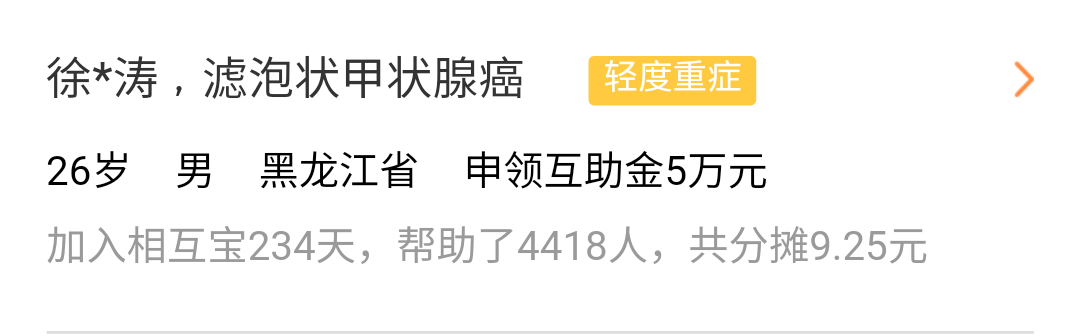 徐*涛，滤泡状甲状腺癌 轻度重症
26岁 男 黑龙江省 申领互助金5万元
加入相互宝234天，帮助了4418人，共分摊9.25元